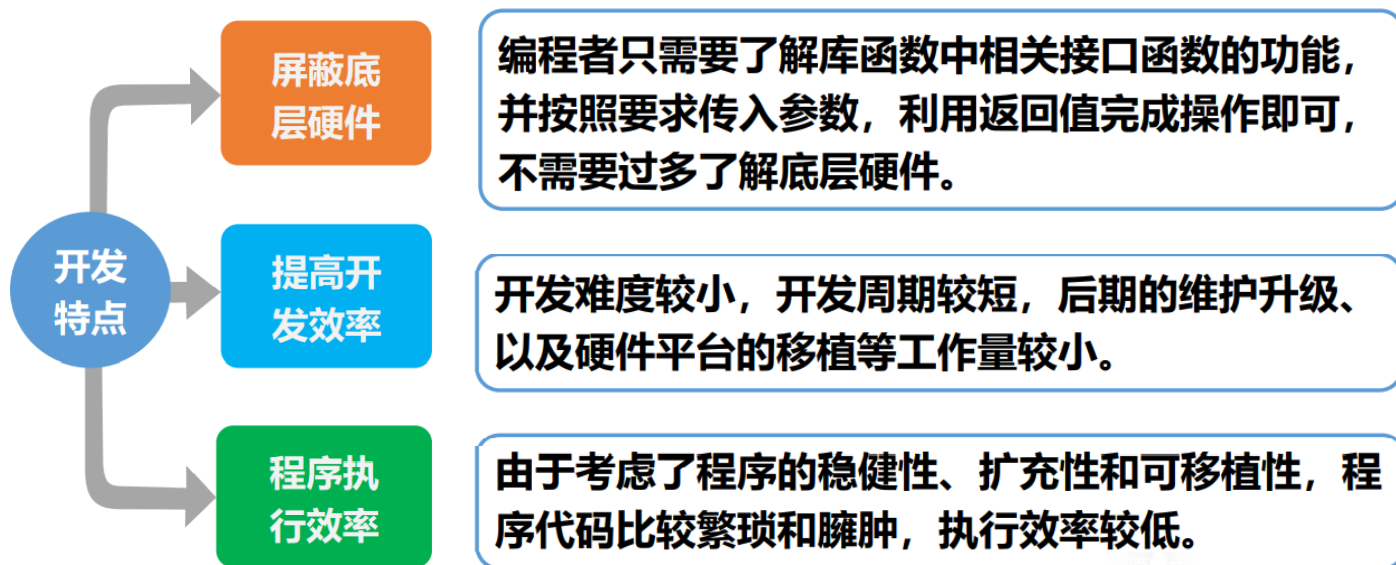 开发
特点
屏蔽底
层硬件
编程者只需要了解库函数中相关接口函数的功能，
并按照要求传入参数，利用返回值完成操作即可，
不需要过多了解底层硬件。
提高开
发效率
开发难度较小，开发周期较短，后期的维护升级、
以及硬件平台的移植等工作量较小。
程序执
行效率
由于考虑了程序的稳健性、扩充性和可移植性，程
序代码比较繁琐和臃肿，执行效率较低。